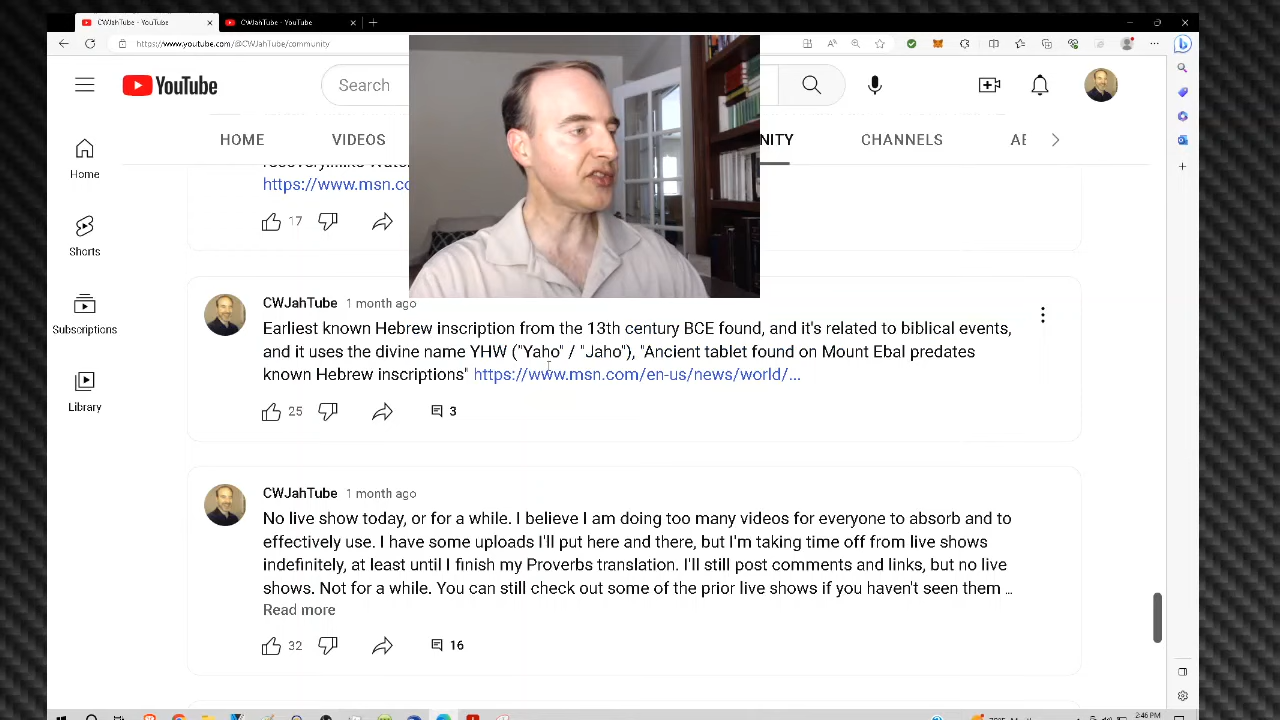 CWJahTube - YouTube
CWJahTube - YouTube
https://www.youtube.com/@CWJahTube/community
YouTube
Search
HOME
VIDEOS
NITY
CHANNELS
Home
Shorts
Subscriptions
Library
https://www.msn.co
17
CWJahTube 1 month ago
Earliest known Hebrew inscription from the 13th century BCE found, and it's related to biblical events,
and it uses the divine name YHW ("Yaho" / "Jaho"), "Ancient tablet found on Mount Ebal predates
known Hebrew inscriptions" https://www.msn.com/en-us/news/world/...
25 3
CWJahTube 1 month ago
No live show today, or for a while. I believe I am doing too many videos for everyone to absorb and to
effectively use. I have some uploads I'll put here and there, but I'm taking time off from live shows
indefinitely, at least until I finish my Proverbs translation. I'll still post comments and links, but no live
shows. Not for a while. You can still check out some of the prior live shows if you haven't seen them ...
Read more
32 16
2:46 PM